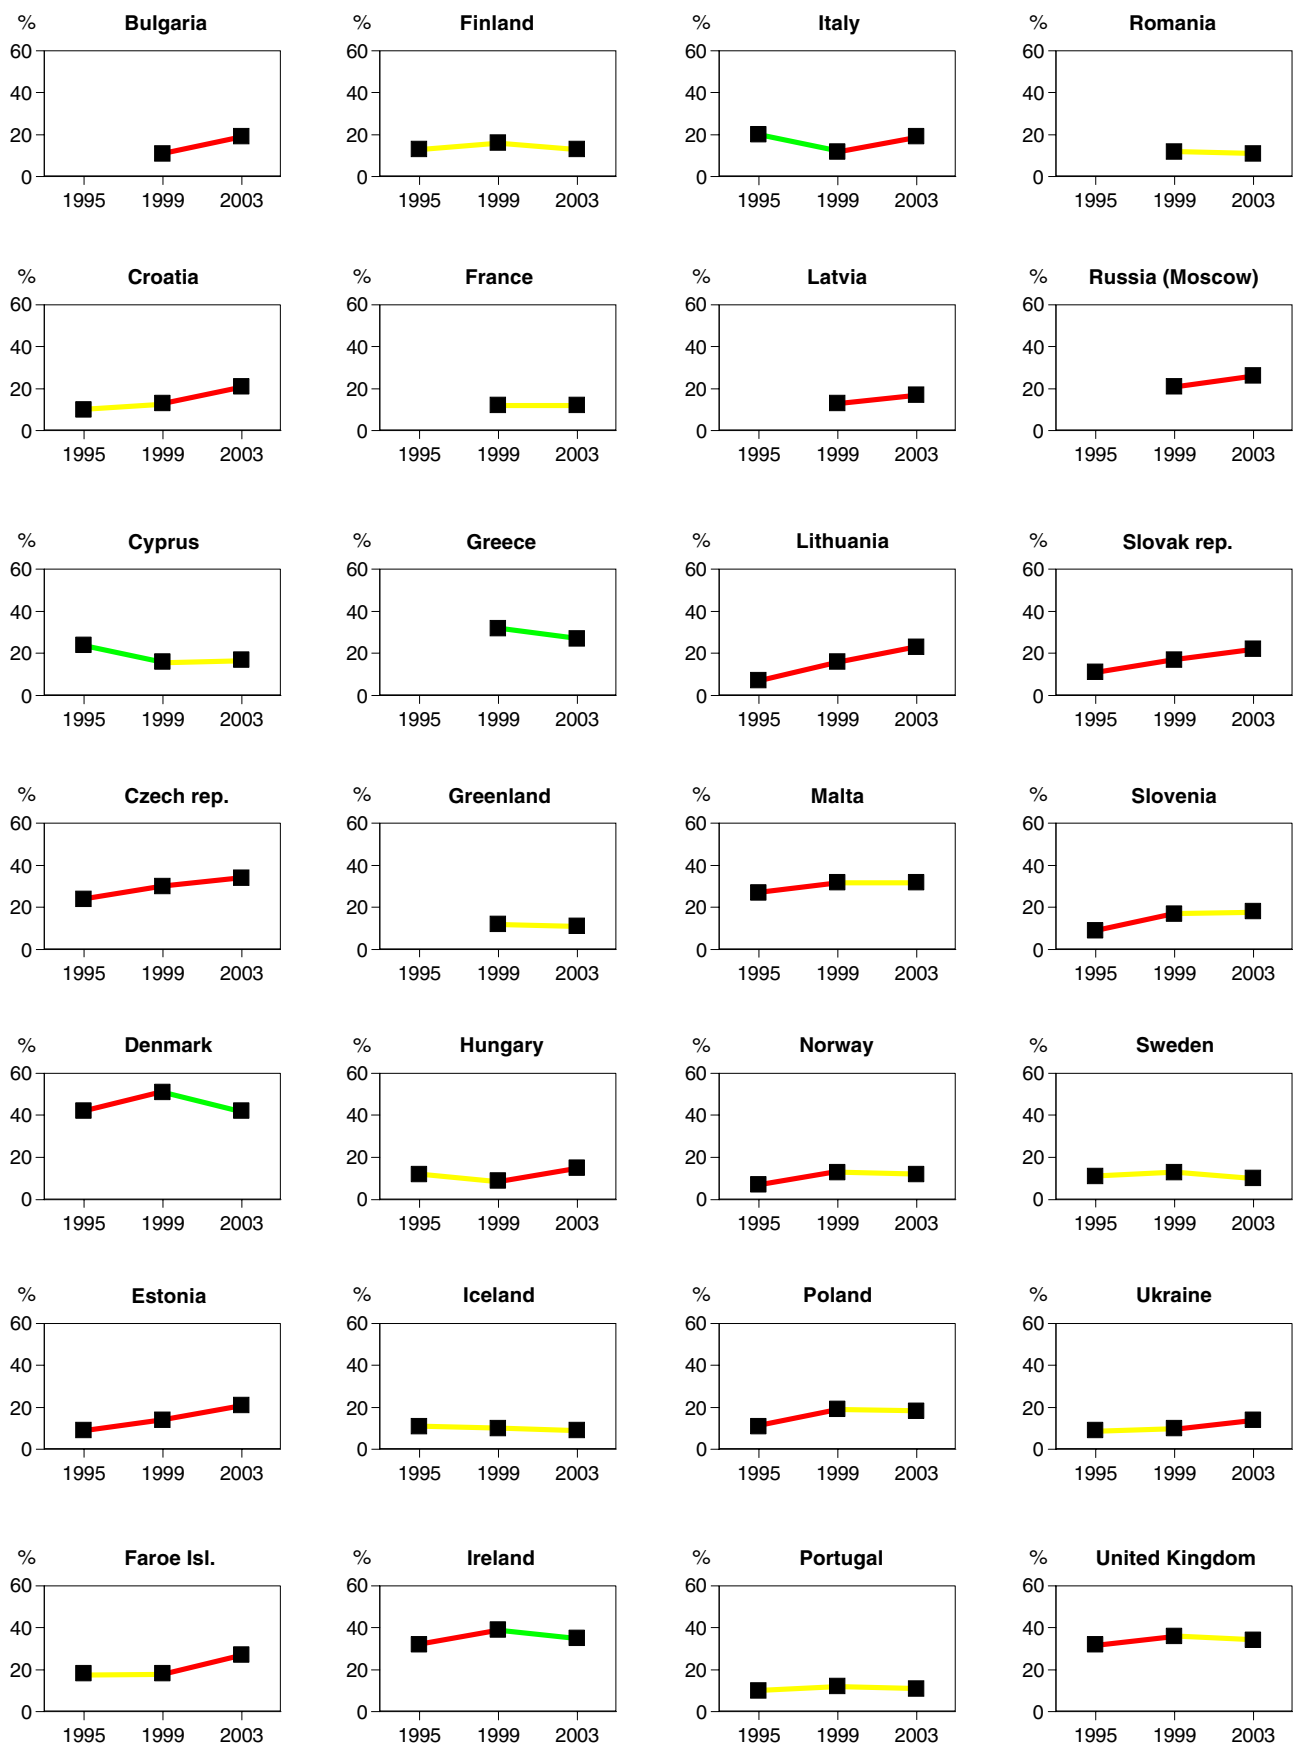 % Bulgaria % Finland % Italy % Romania
60 60 60 60
40 40 40 40
20 20 20 20
0 0 0 0
1995 1999 2003 1995 1999 2003 1995 1999 2003 1995 1999 2003
% Croatia % France % Latvia % Russia (Moscow)
60 60 60 60
40 40 40 40
20 20 20 20
0 0 0 0
1995 1999 2003 1995 1999 2003 1995 1999 2003 1995 1999 2003
% Cyprus % Greece % Lithuania % Slovak rep.
60 60 60 60
40 40 40 40
20 20 20 20
0 0 0 0
1995 1999 2003 1995 1999 2003 1995 1999 2003 1995 1999 2003
% Czech rep. % Greenland % Malta % Slovenia
60 60 60 60
40 40 40 40
20 20 20 20
0 0 0 0
1995 1999 2003 1995 1999 2003 1995 1999 2003 1995 1999 2003
% Denmark % Hungary % Norway % Sweden
60 60 60 60
40 40 40 40
20 20 20 20
0 0 0 0
1995 1999 2003 1995 1999 2003 1995 1999 2003 1995 1999 2003
% Estonia % Iceland % Poland % Ukraine
60 60 60 60
40 40 40 40
20 20 20 20
0 0 0 0
1995 1999 2003 1995 1999 2003 1995 1999 2003 1995 1999 2003
% Faroe Isl. % Ireland % Portugal % United Kingdom
60 60 60 60
40 40 40 40
20 20 20 20
0 0 0 0
1995 1999 2003 1995 1999 2003 1995 1999 2003 1995 1999 2003